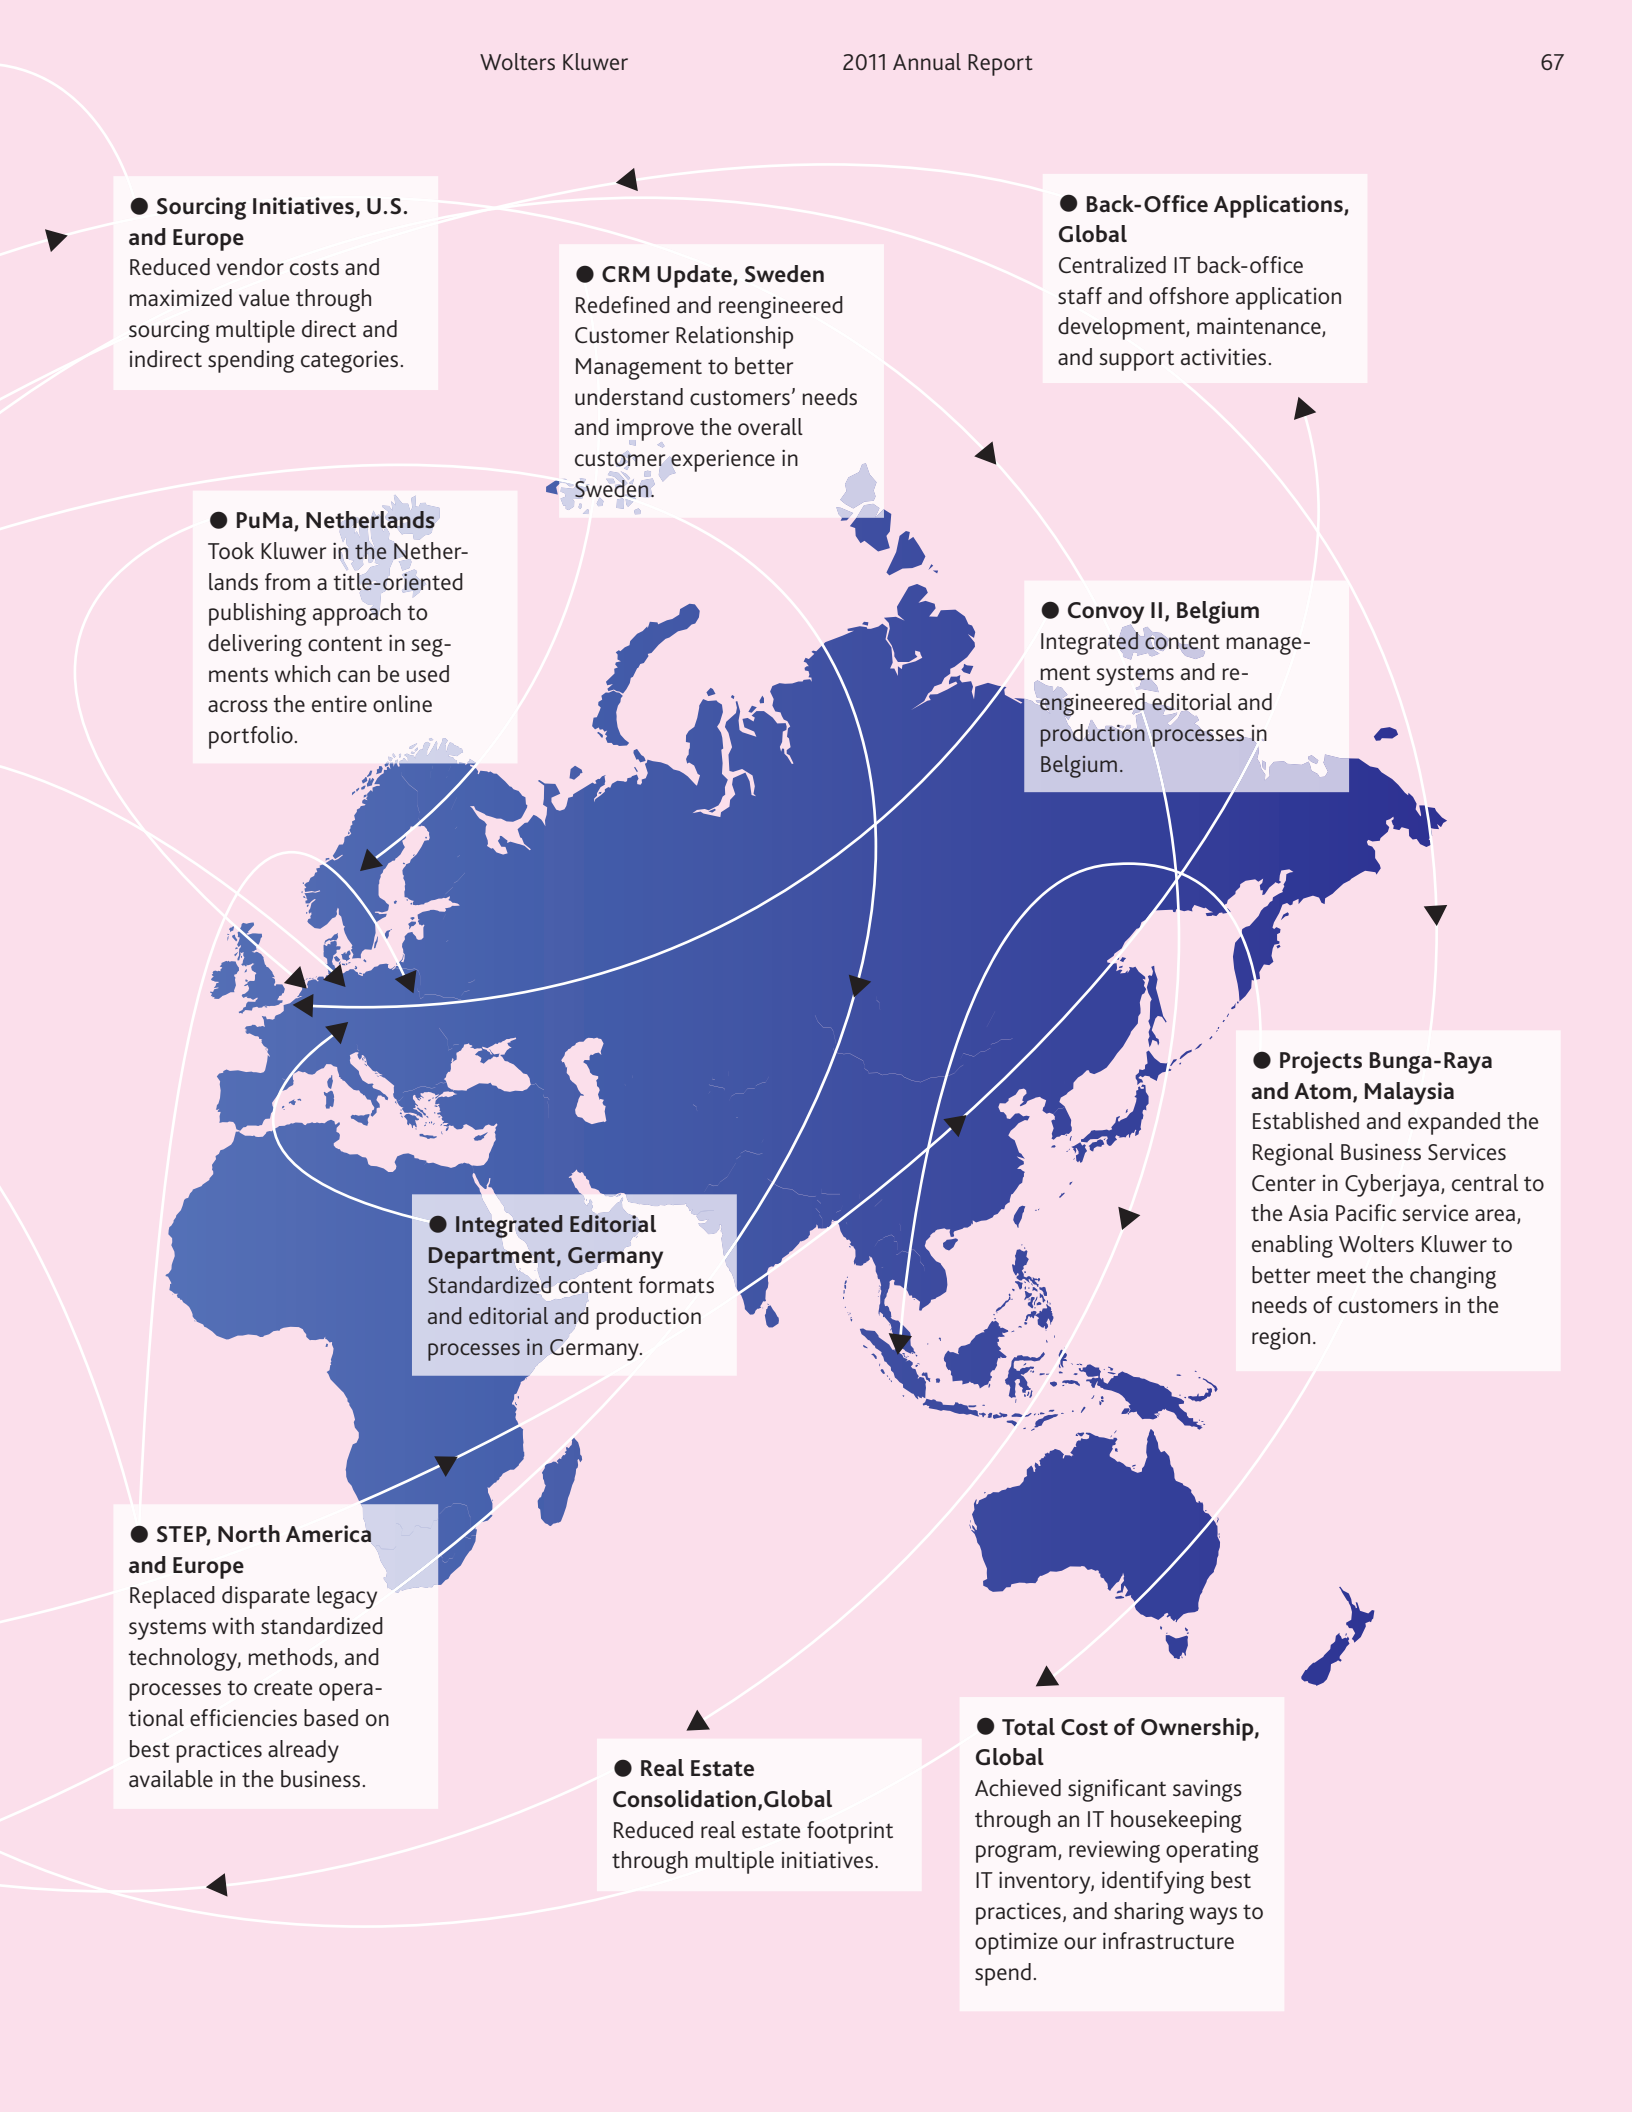 Wolters Kluwer
2011 Annual Report
67
● Sourcing Initiatives, U.S.
and Europe
Reduced vendor costs and
maximized value through
sourcing multiple direct and
indirect spending categories.
● Back-Office Applications,
Global
Centralized IT back-office
staff and offshore application
development, maintenance,
and support activities.
● CRM Update, Sweden
Redefined and reengineered
Customer Relationship
Management to better
understand customers’ needs
and improve the overall
customer experience in
Sweden.
● PuMa, Netherlands
Took Kluwer in the Nether-
lands from a title-oriented
publishing approach to
delivering content in seg-
ments which can be used
across the entire online
portfolio.
● Convoy II, Belgium
Integrated content manage-
ment systems and re-
engineered editorial and
production processes in
Belgium.
● Projects Bunga-Raya
and Atom, Malaysia
Established and expanded the
Regional Business Services
Center in Cyberjaya, central to
the Asia Pacific service area,
enabling Wolters Kluwer to
better meet the changing
needs of customers in the
region.
● Integrated Editorial
Department, Germany
Standardized content formats
and editorial and production
processes in Germany.
● STEP, North America
and Europe
Replaced disparate legacy
systems with standardized
technology, methods, and
processes to create opera-
tional efficiencies based on
best practices already
available in the business.
● Real Estate
Consolidation,Global
Reduced real estate footprint
through multiple initiatives.
● Total Cost of Ownership,
Global
Achieved significant savings
through an IT housekeeping
program, reviewing operating
IT inventory, identifying best
practices, and sharing ways to
optimize our infrastructure
spend.